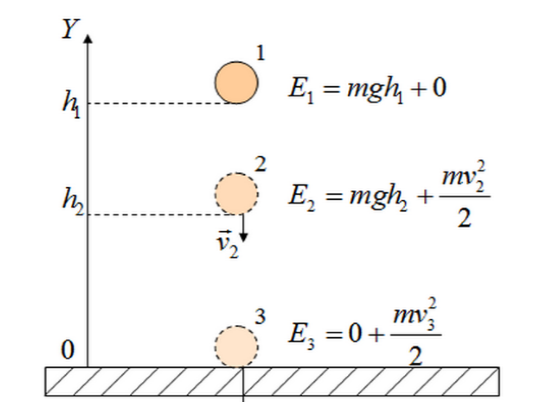 Y
1
h₁
E₁ = mgh₁ + 0
2
h₂
E₂ = mgh₂ + mv₂²/2
v⃗₂
3
E₃ = 0 + mv₃²/2
0